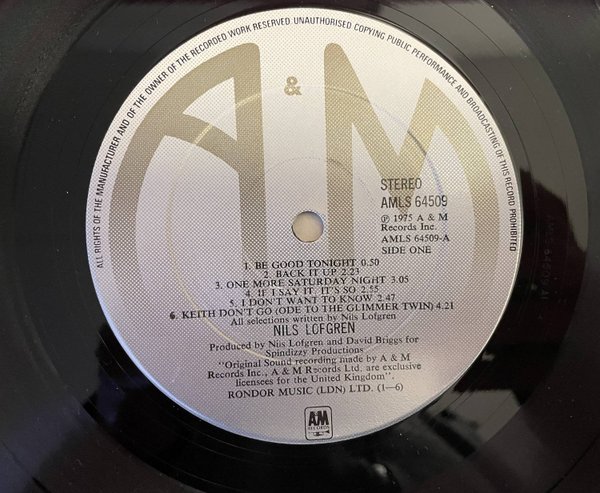 ALL RIGHTS OF THE MANUFACTURER AND OF THE OWNER OF THE RECORDED WORK RESERVED. UNAUTHORISED COPYING PUBLIC PERFORMANCE AND BROADCASTING OF THIS RECORD PROHIBITED
A & M
STEREO
AMLS 64509
℗ 1975 A & M
Records Inc.
AMLS 64509-A
SIDE ONE
1. BE GOOD TONIGHT 0.50
2. BACK IT UP 2.23
3. ONE MORE SATURDAY NIGHT 3.05
4. IF I SAY IT, IT'S SO 2.55
5. I DON'T WANT TO KNOW 2.47
6. KEITH DON'T GO (ODE TO THE GLIMMER TWIN) 4.21
All selections written by Nils Lofgren
NILS LOFGREN
Produced by Nils Lofgren and David Briggs for
Spindizzy Productions
"Original Sound recording made by A & M
Records Inc., A & M Records Ltd. are exclusive
licensees for the United Kingdom"
RONDOR MUSIC (LDN) LTD. (1—6)
AM
RECORDS